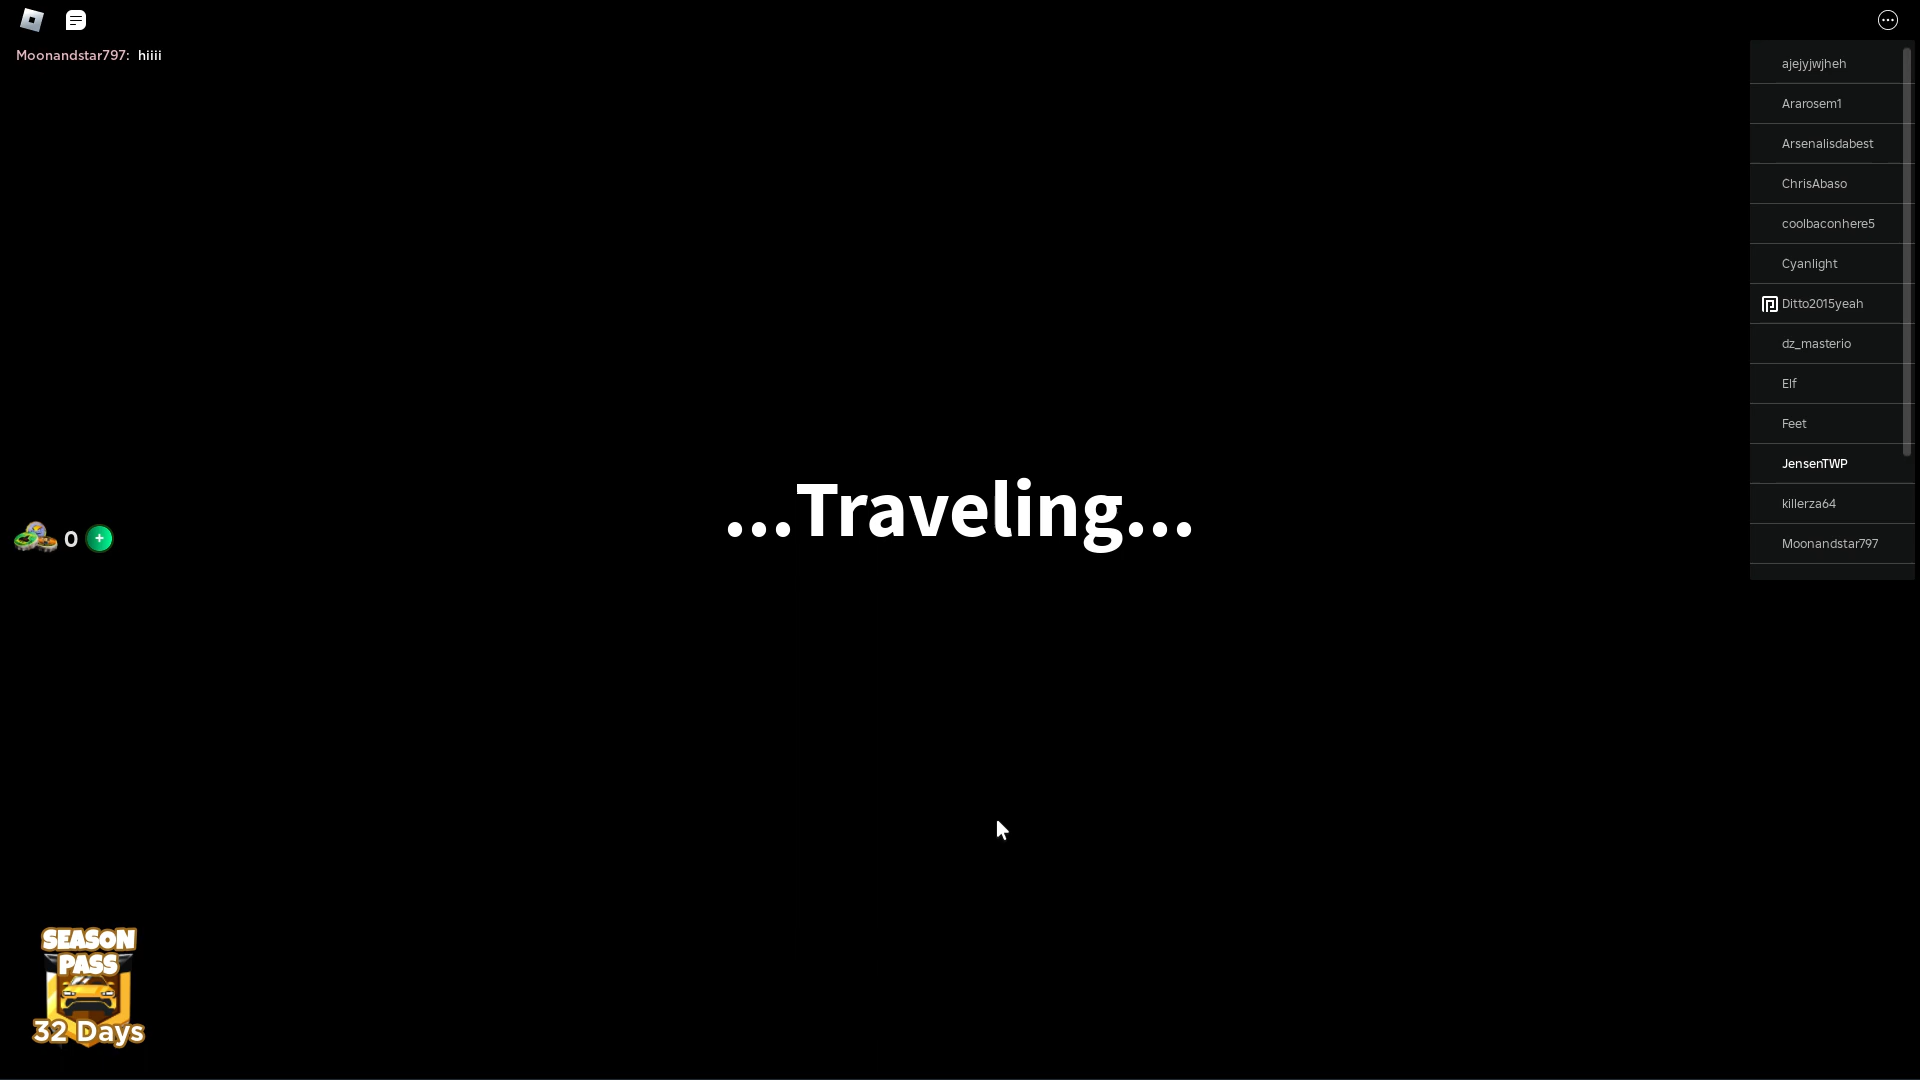 Moonandstar797: hiiii
ajejyjwjheh
Ararosem1
Arsenalisdabest
ChrisAbaso
coolbaconhere5
Cyanlight
Ditto2015yeah
dz_masterio
Elf
Feet
JensenTWP
killerza64
Moonandstar797
...Traveling...
0
SEASON
PASS
32 Days